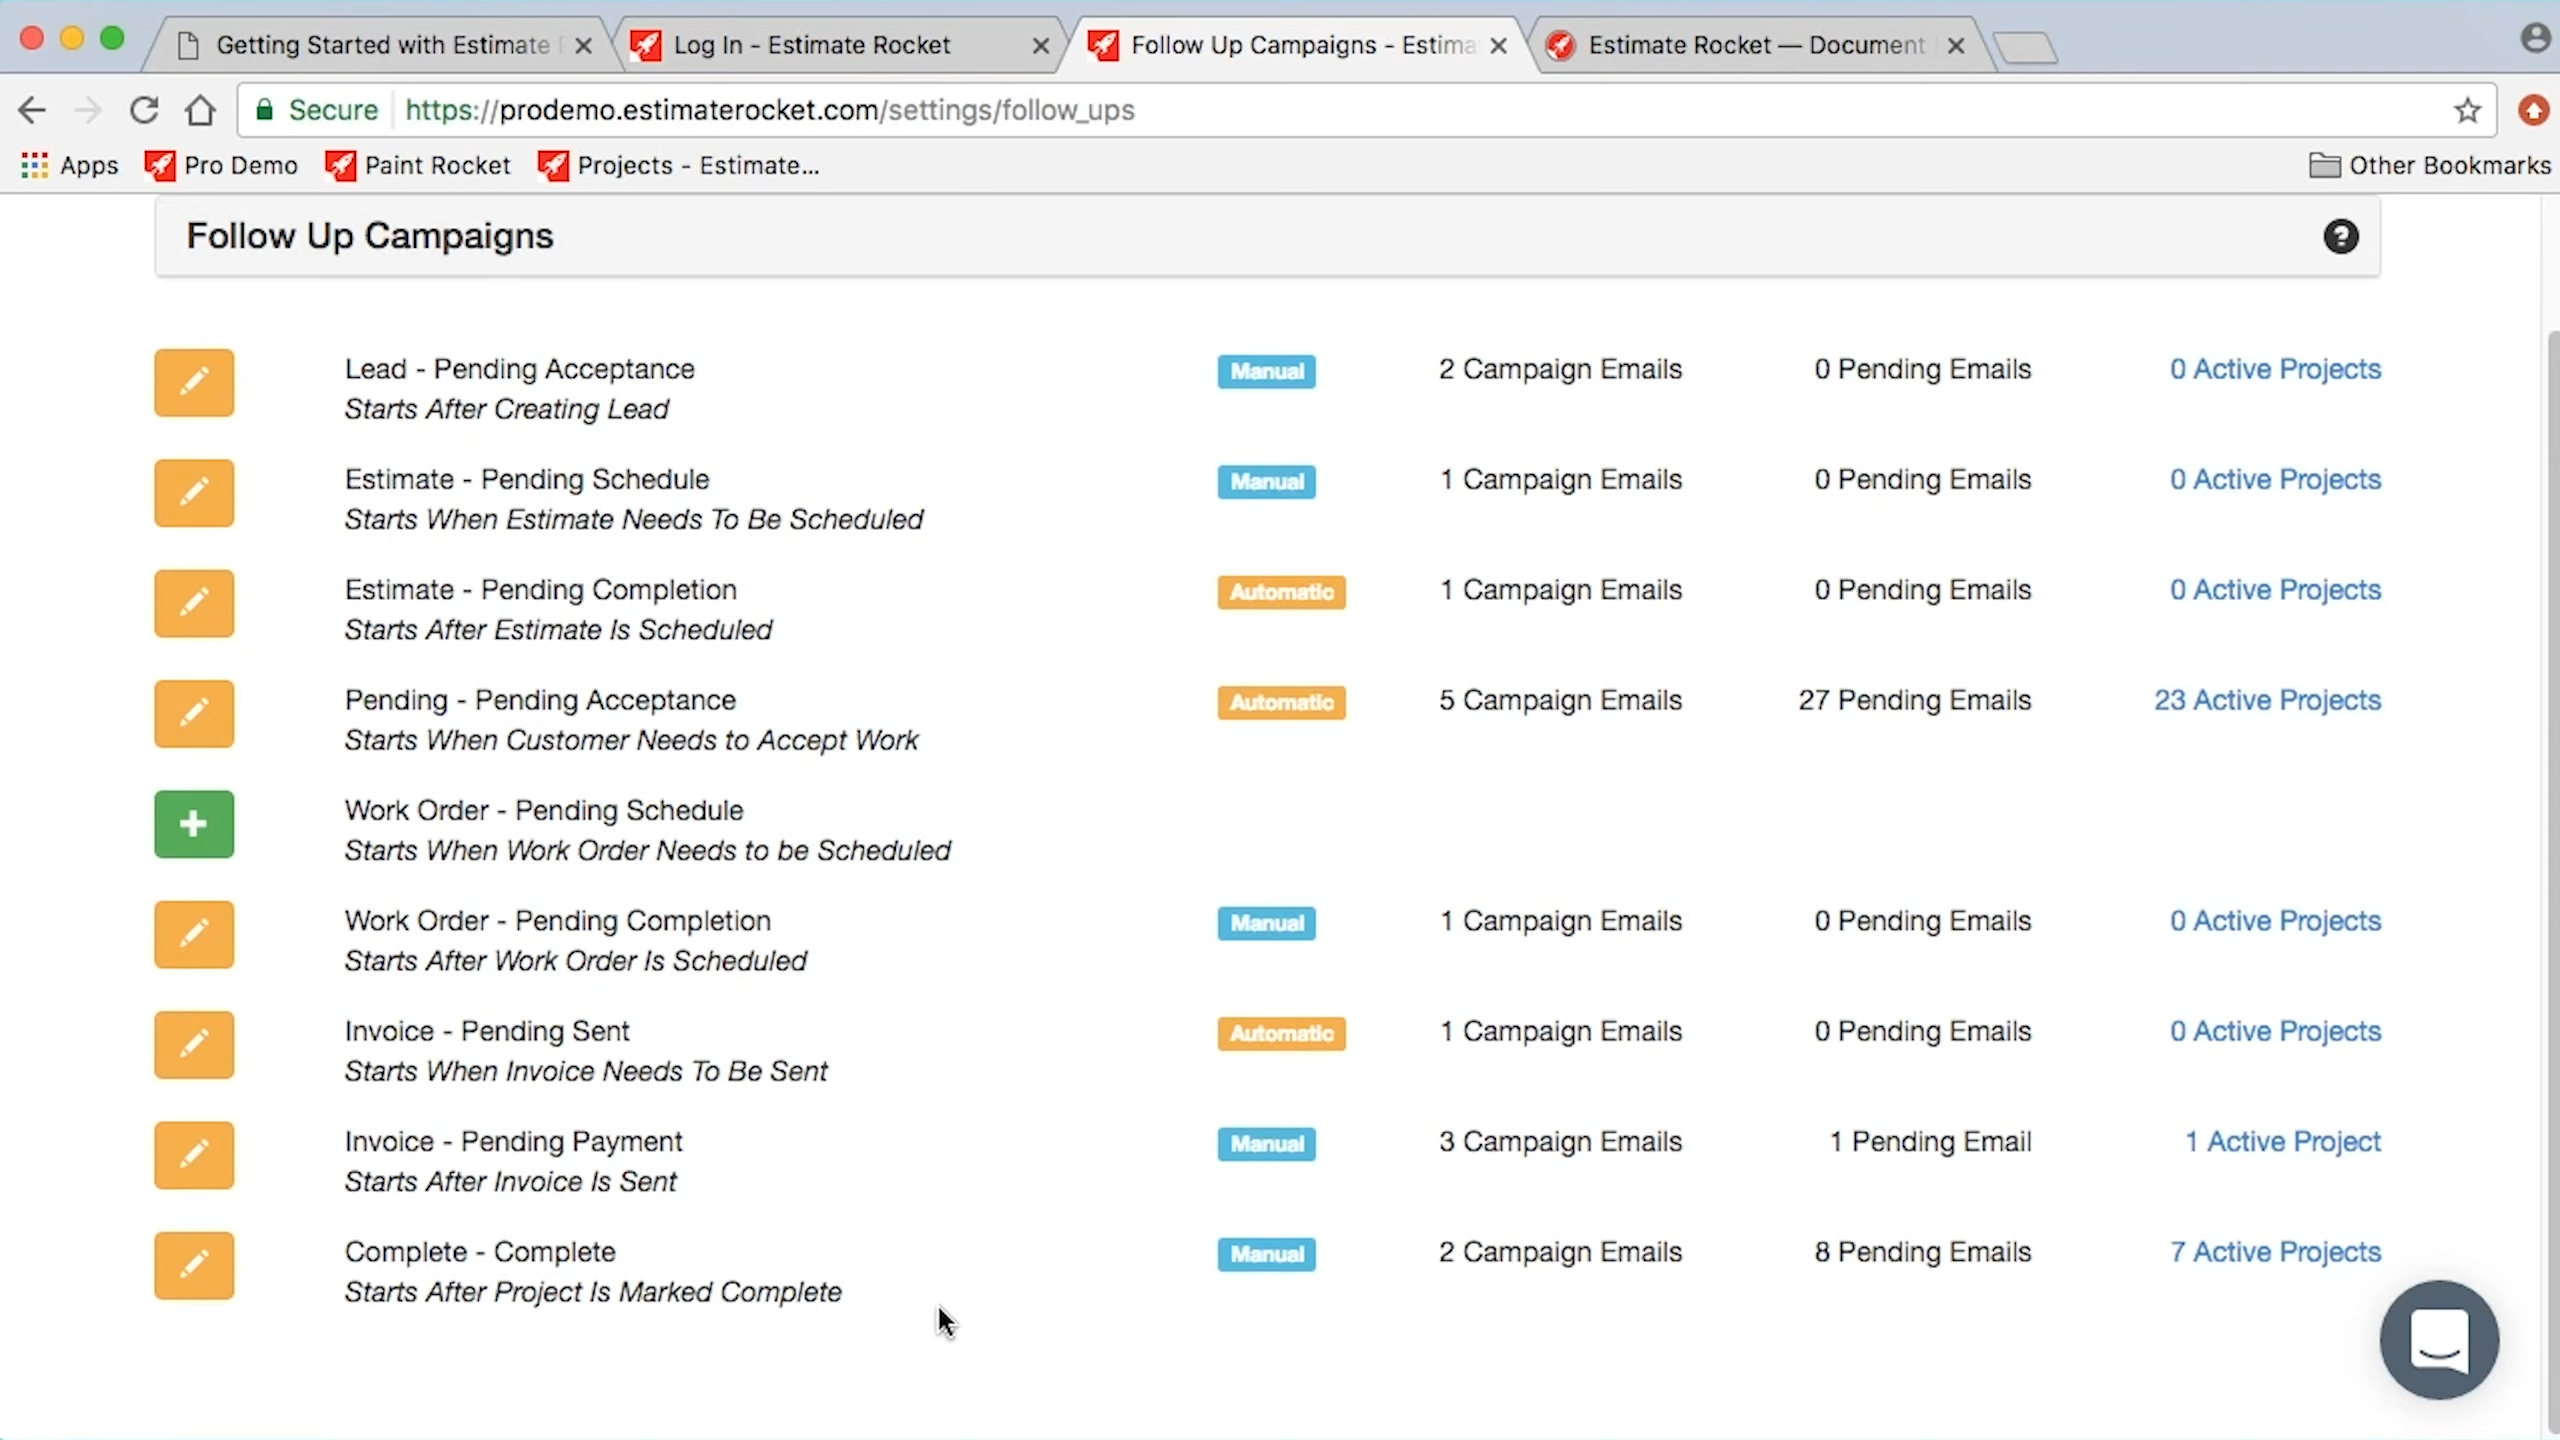 Getting Started with Estimate
Log In - Estimate Rocket
Follow Up Campaigns - Estima
Estimate Rocket — Document
Secure
https://prodemo.estimaterocket.com/settings/follow_ups
Apps
Pro Demo
Paint Rocket
Projects - Estimate...
Other Bookmarks
Follow Up Campaigns
?
Lead - Pending Acceptance
Manual
2 Campaign Emails
0 Pending Emails
0 Active Projects
Starts After Creating Lead
Estimate - Pending Schedule
Manual
1 Campaign Emails
0 Pending Emails
0 Active Projects
Starts When Estimate Needs To Be Scheduled
Estimate - Pending Completion
Automatic
1 Campaign Emails
0 Pending Emails
0 Active Projects
Starts After Estimate Is Scheduled
Pending - Pending Acceptance
Automatic
5 Campaign Emails
27 Pending Emails
23 Active Projects
Starts When Customer Needs to Accept Work
Work Order - Pending Schedule
Starts When Work Order Needs to be Scheduled
Work Order - Pending Completion
Manual
1 Campaign Emails
0 Pending Emails
0 Active Projects
Starts After Work Order Is Scheduled
Invoice - Pending Sent
Automatic
1 Campaign Emails
0 Pending Emails
0 Active Projects
Starts When Invoice Needs To Be Sent
Invoice - Pending Payment
Manual
3 Campaign Emails
1 Pending Email
1 Active Project
Starts After Invoice Is Sent
Complete - Complete
Manual
2 Campaign Emails
8 Pending Emails
7 Active Projects
Starts After Project Is Marked Complete